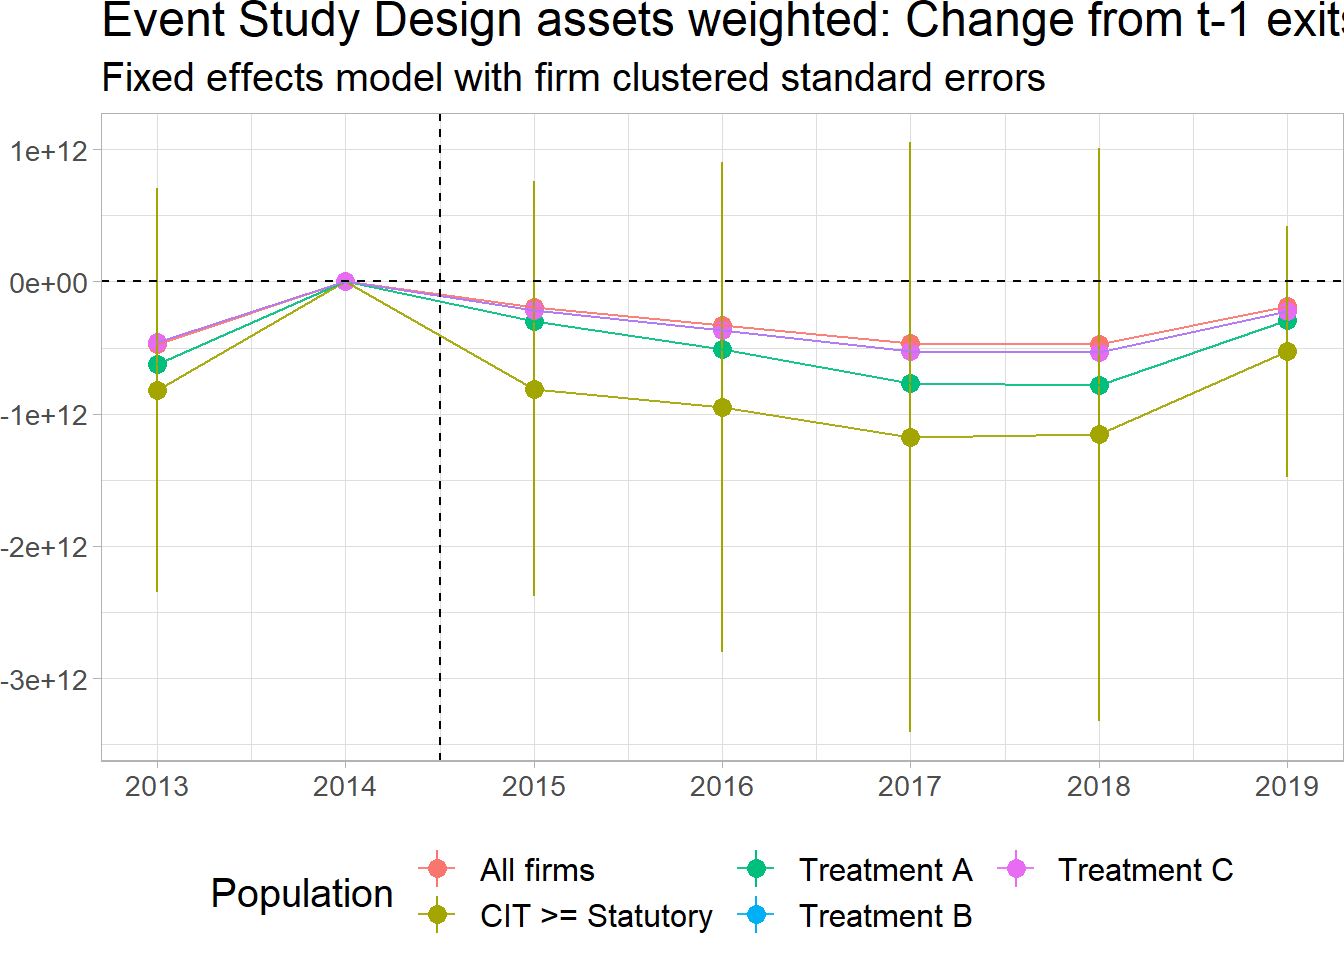 Event Study Design assets weighted: Change from t-1 exits
Fixed effects model with firm clustered standard errors
1e+12
0e+00
-1e+12
-2e+12
-3e+12
2013 2014 2015 2016 2017 2018 2019
Population
All firms Treatment A Treatment C
CIT >= Statutory Treatment B